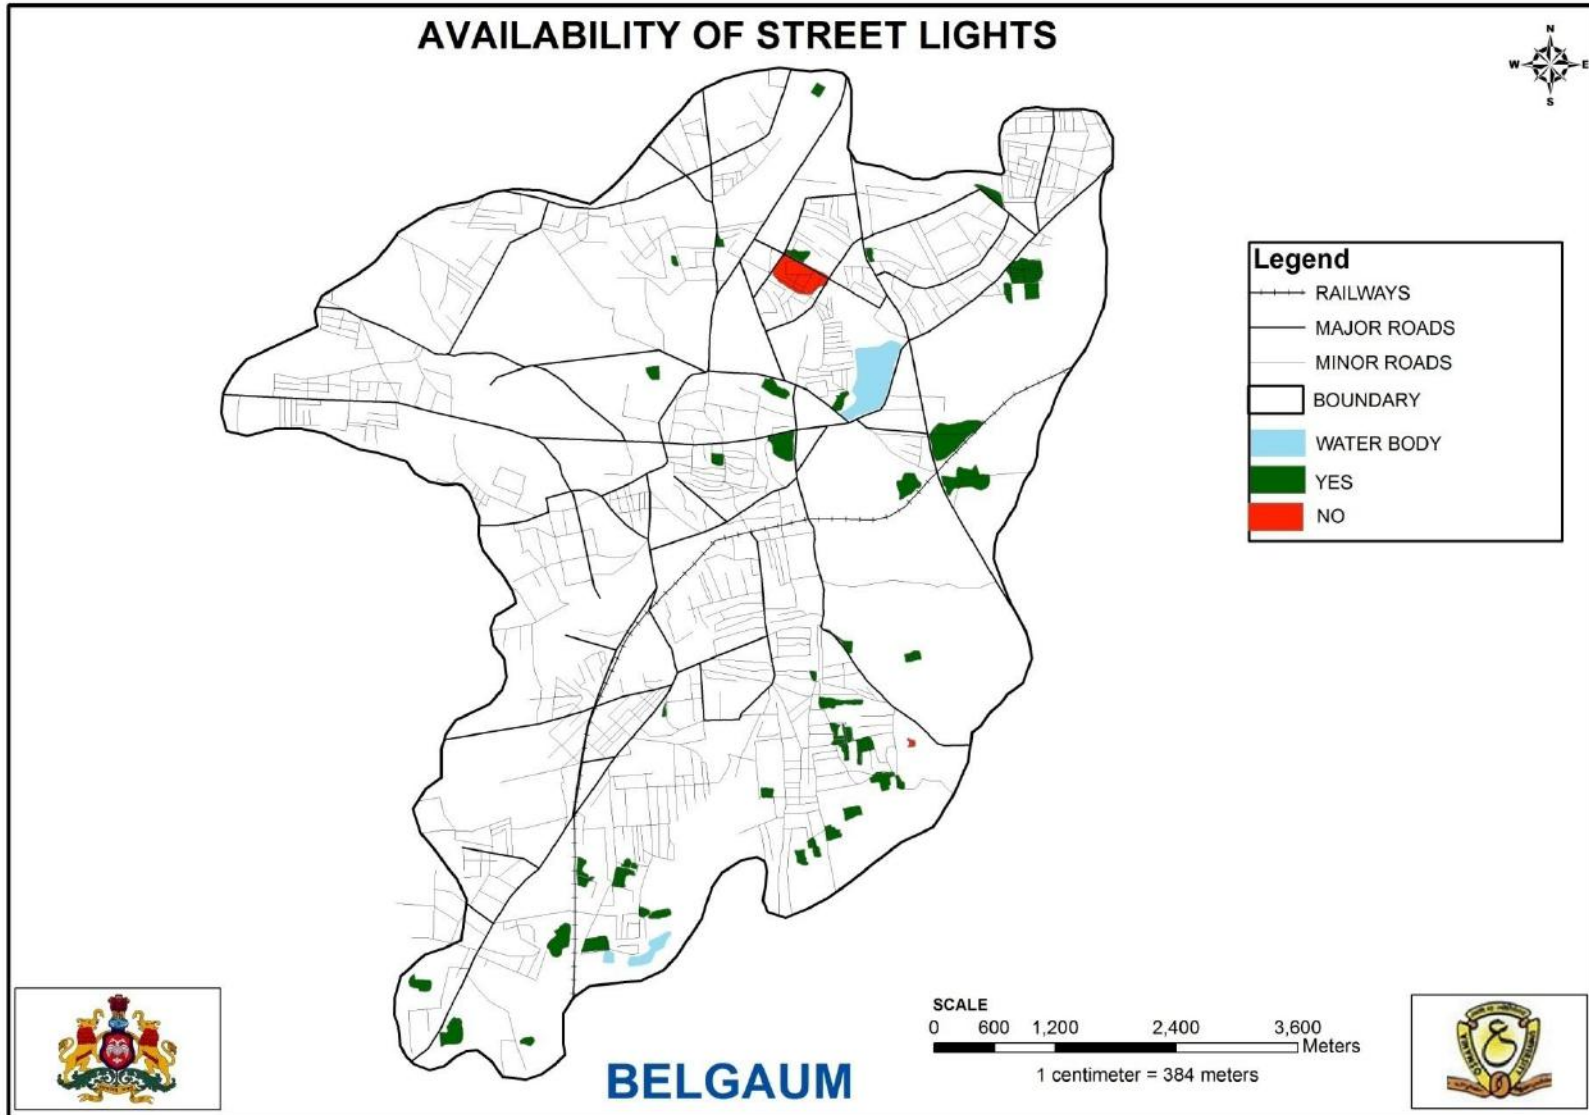 AVAILABILITY OF STREET LIGHTS
N
W E
S
Legend
RAILWAYS
MAJOR ROADS
MINOR ROADS
BOUNDARY
WATER BODY
YES
NO
SCALE
0 600 1,200 2,400 3,600
Meters
1 centimeter = 384 meters
BELGAUM